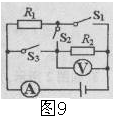 R₁ S₁
S₂
S₃ R₂
V
A
图9